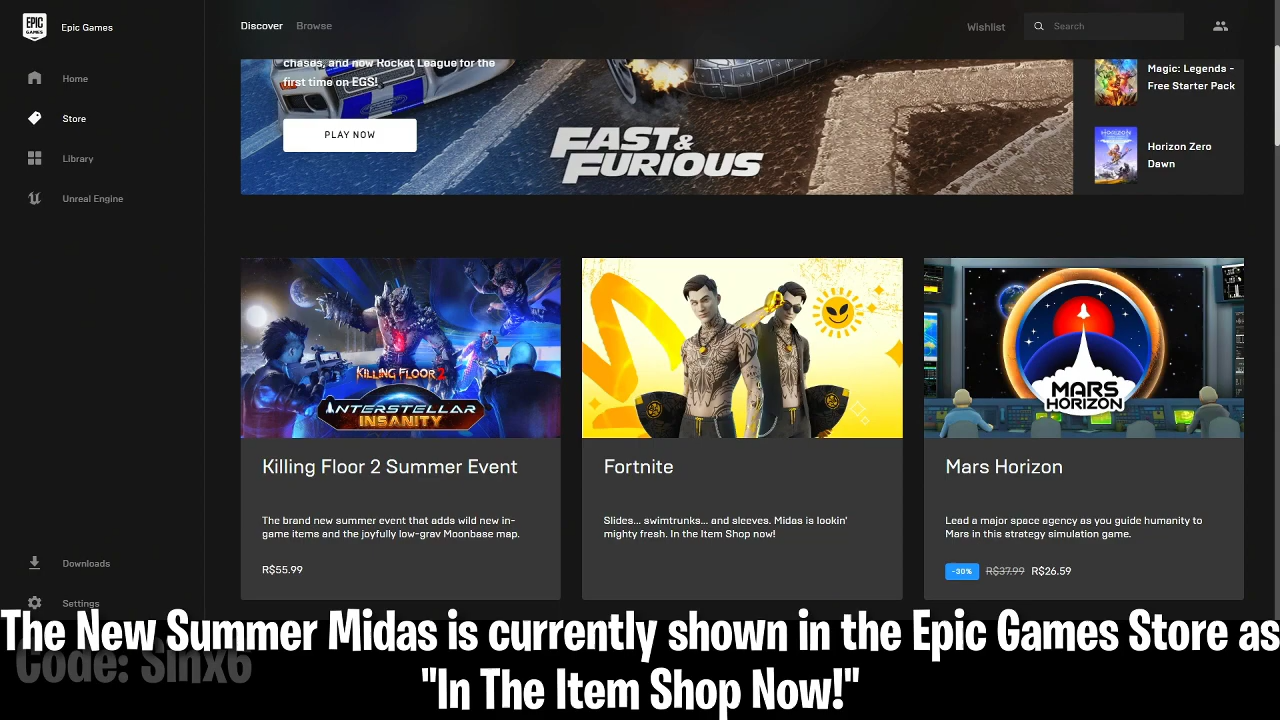 EPIC
GAMES
Epic Games
Discover
Browse
Wishlist
Search
Home
Store
Library
Unreal Engine
Downloads
Settings
chases, and now Rocket League for the
first time on EGS!
PLAY NOW
FAST &
FURIOUS
Magic: Legends -
Free Starter Pack
HORIZON
Horizon Zero
Dawn
KILLING FLOOR 2
INTERSTELLAR
INSANITY
Killing Floor 2 Summer Event
The brand new summer event that adds wild new in-
game items and the joyfully low-grav Moonbase map.
R$55.99
Fortnite
Slides... swimtrunks... and sleeves. Midas is lookin'
mighty fresh. In the Item Shop now!
MARS
HORIZON
Mars Horizon
Lead a major space agency as you guide humanity to
Mars in this strategy simulation game.
-30% R$37.99 R$26.59
The New Summer Midas is currently shown in the Epic Games Store as
"In The Item Shop Now!"
Code: Sinx6